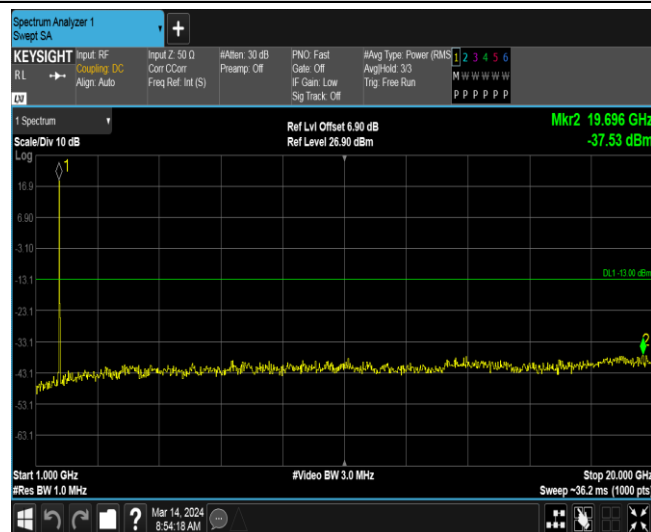 Spectrum Analyzer 1
Swept SA
KEYSIGHT Input: RF Input Z: 50 Ω #Atten: 30 dB PNO: Fast #Avg Type: Power (RMS 1 2 3 4 5 6
RL Coupling: DC Corr CCorr Preamp: Off Gate: Off Avg|Hold: 3/3 M W W W W W
Align: Auto Freq Ref: Int (S) IF Gain: Low Trig: Free Run
LXI Sig Track: Off P P P P P P
1 Spectrum Ref Lvl Offset 6.90 dB Mkr2 19.696 GHz
Scale/Div 10 dB Ref Level 26.90 dBm -37.53 dBm
Log
1
16.9
6.90
-3.10
-13.1 DL1 -13.00 dBm
-23.1
-33.1 2
-43.1
-53.1
-63.1
Start 1.000 GHz #Video BW 3.0 MHz Stop 20.000 GHz
#Res BW 1.0 MHz Sweep ~36.2 ms (1000 pts)
? Mar 14, 2024
8:54:18 AM